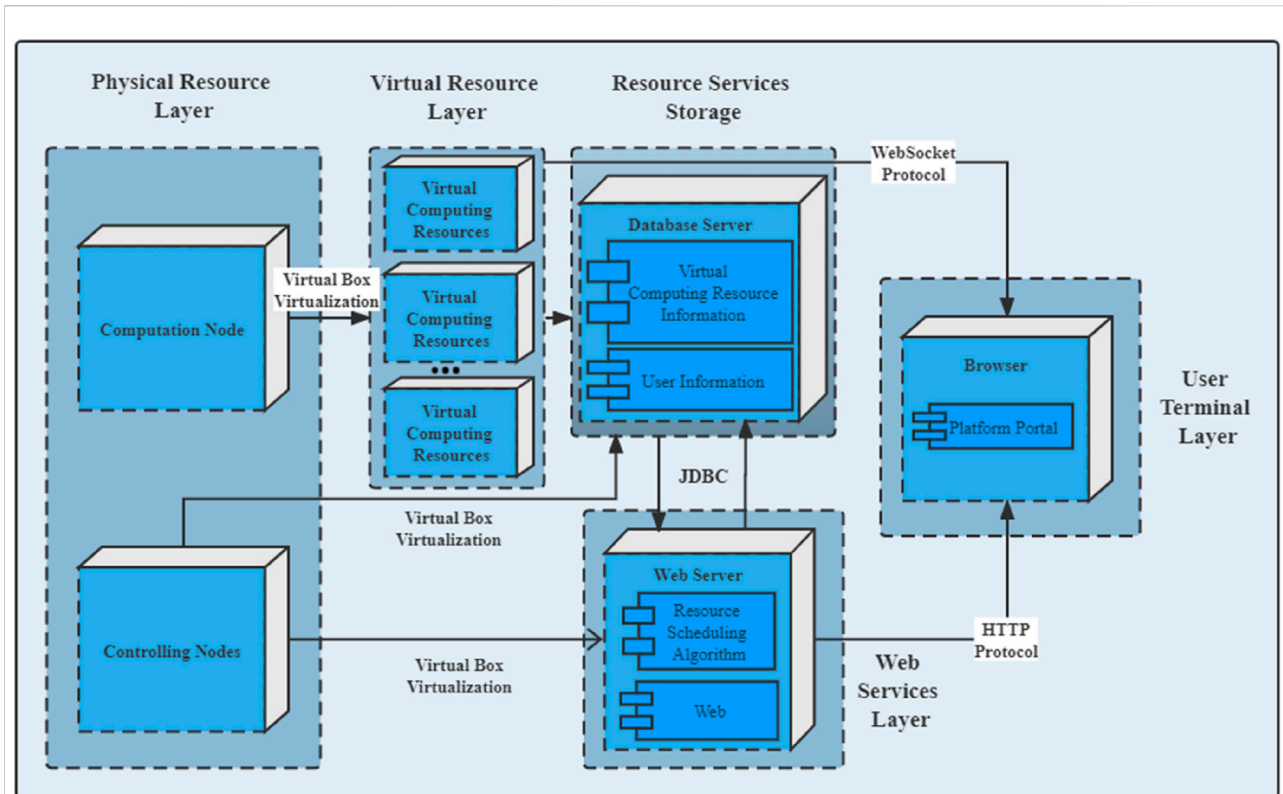 Physical Resource
Layer
Virtual Resource
Layer
Resource Services
Storage
Computation Node
Virtual Box
Virtualization
Virtual
Computing
Resources
Virtual
Computing
Resources
•••
Virtual
Computing
Resources
Database Server
Virtual
Computing Resource
Information
User Information
WebSocket
Protocol
Browser
Platform Portal
User
Terminal
Layer
JDBC
Virtual Box
Virtualization
Controlling Nodes
Virtual Box
Virtualization
Web Server
Resource
Scheduling
Algorithm
Web
HTTP
Protocol
Web
Services
Layer